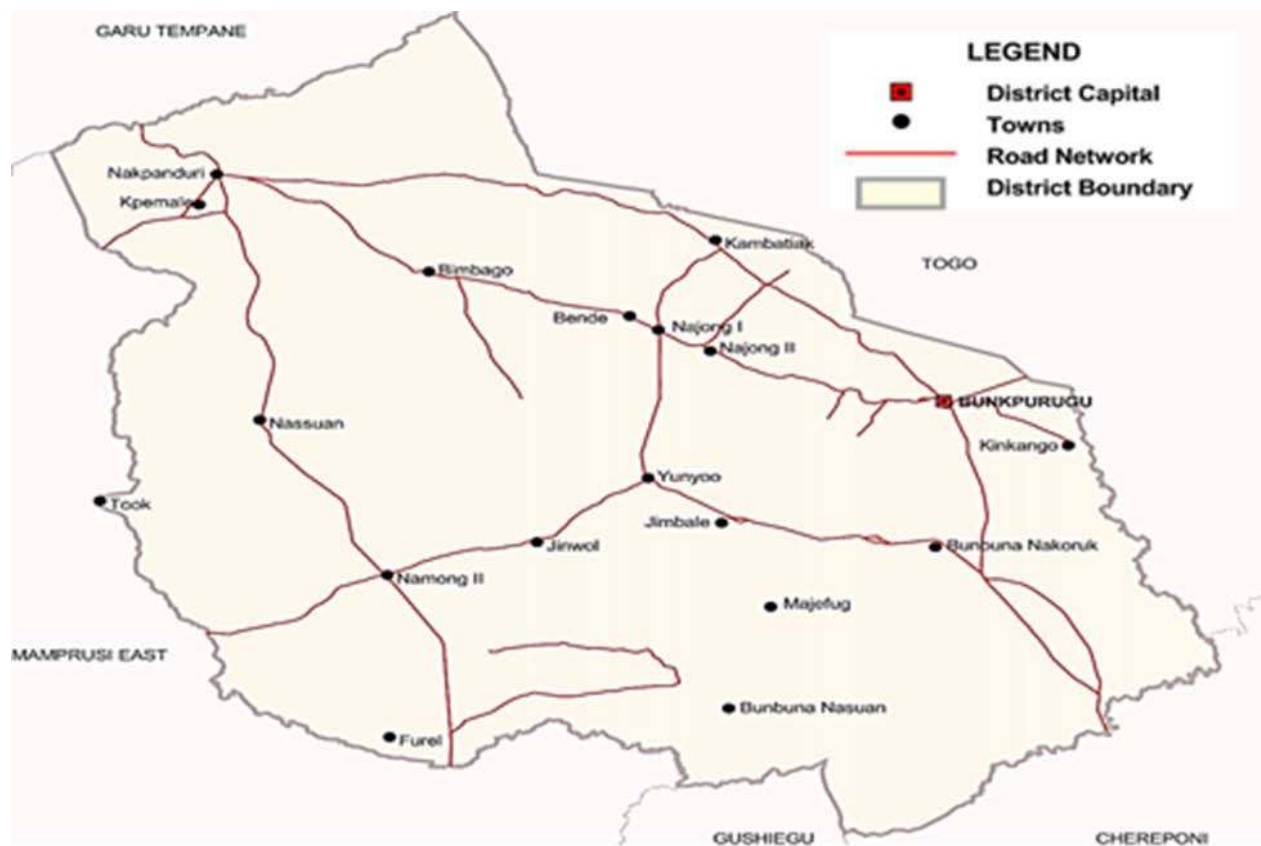 GARU TEMPANE
LEGEND
District Capital
Towns
Road Network
District Boundary
Nakpanduri
Kpemale
Kambatiak
TOGO
Bimbago
Bende
Najong I
Najong II
BUNKPURUGU
Nassuan
Kinkango
Yunyoo
Took
Jimbale
Jinwol
Bunbuna Nakoruk
Namong II
Majefug
MAMPRUSI EAST
Bunbuna Nasuan
Furel
GUSHIEGU
CHEREPONI